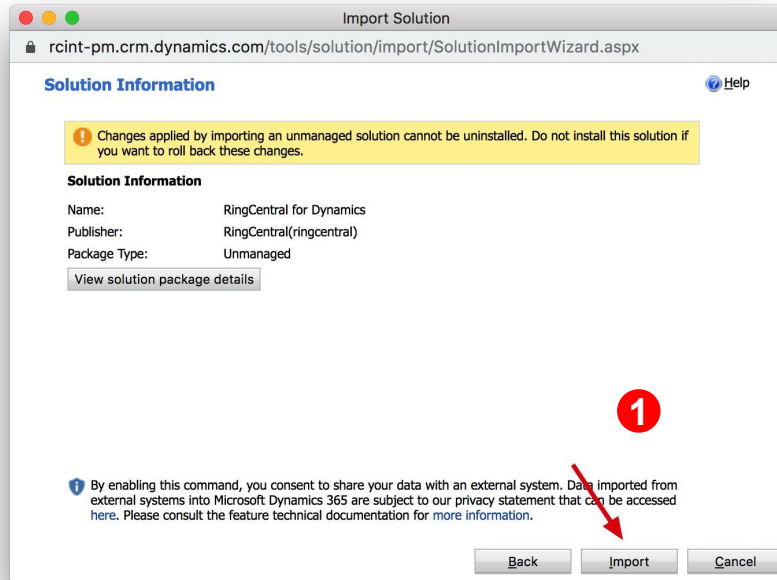 Import Solution
rcint-pm.crm.dynamics.com/tools/solution/import/SolutionImportWizard.aspx
Solution Information
Help
Changes applied by importing an unmanaged solution cannot be uninstalled. Do not install this solution if
you want to roll back these changes.
Solution Information
Name: RingCentral for Dynamics
Publisher: RingCentral(ringcentral)
Package Type: Unmanaged
View solution package details
1
By enabling this command, you consent to share your data with an external system. Data imported from
external systems into Microsoft Dynamics 365 are subject to our privacy statement that can be accessed
here. Please consult the feature technical documentation for more information.
Back Import Cancel